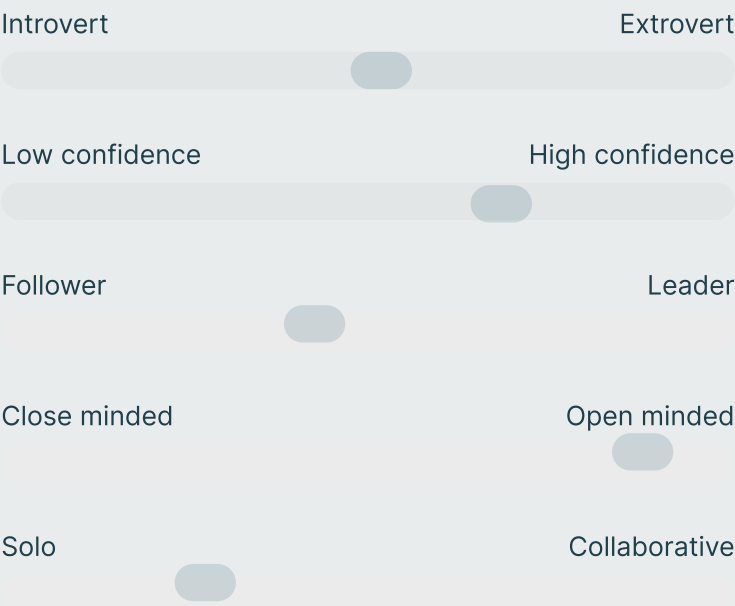 Introvert Extrovert
Low confidence High confidence
Follower Leader
Close minded Open minded
Solo Collaborative